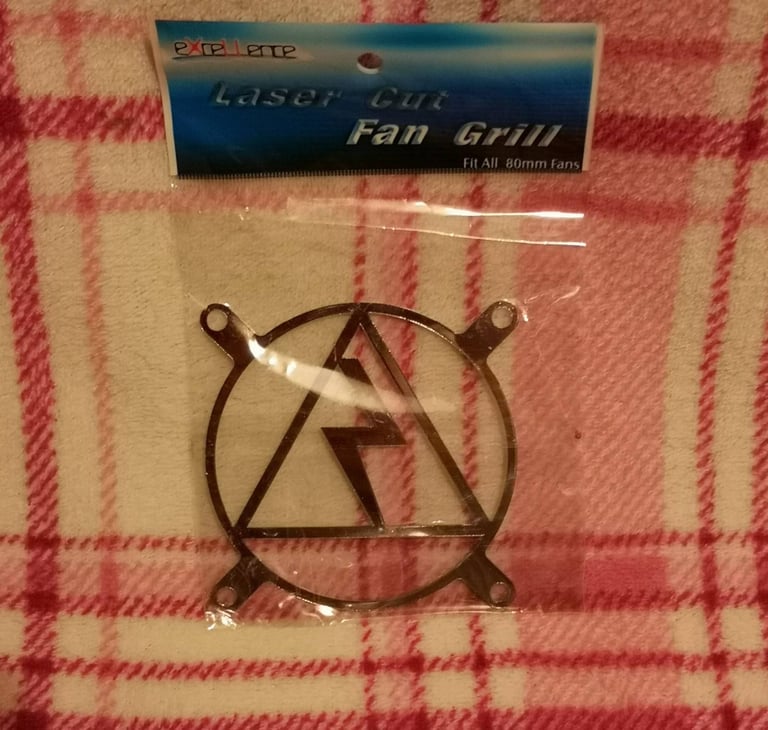 eXceLLence
Laser Cut
Fan Grill
Fit All 80mm Fans